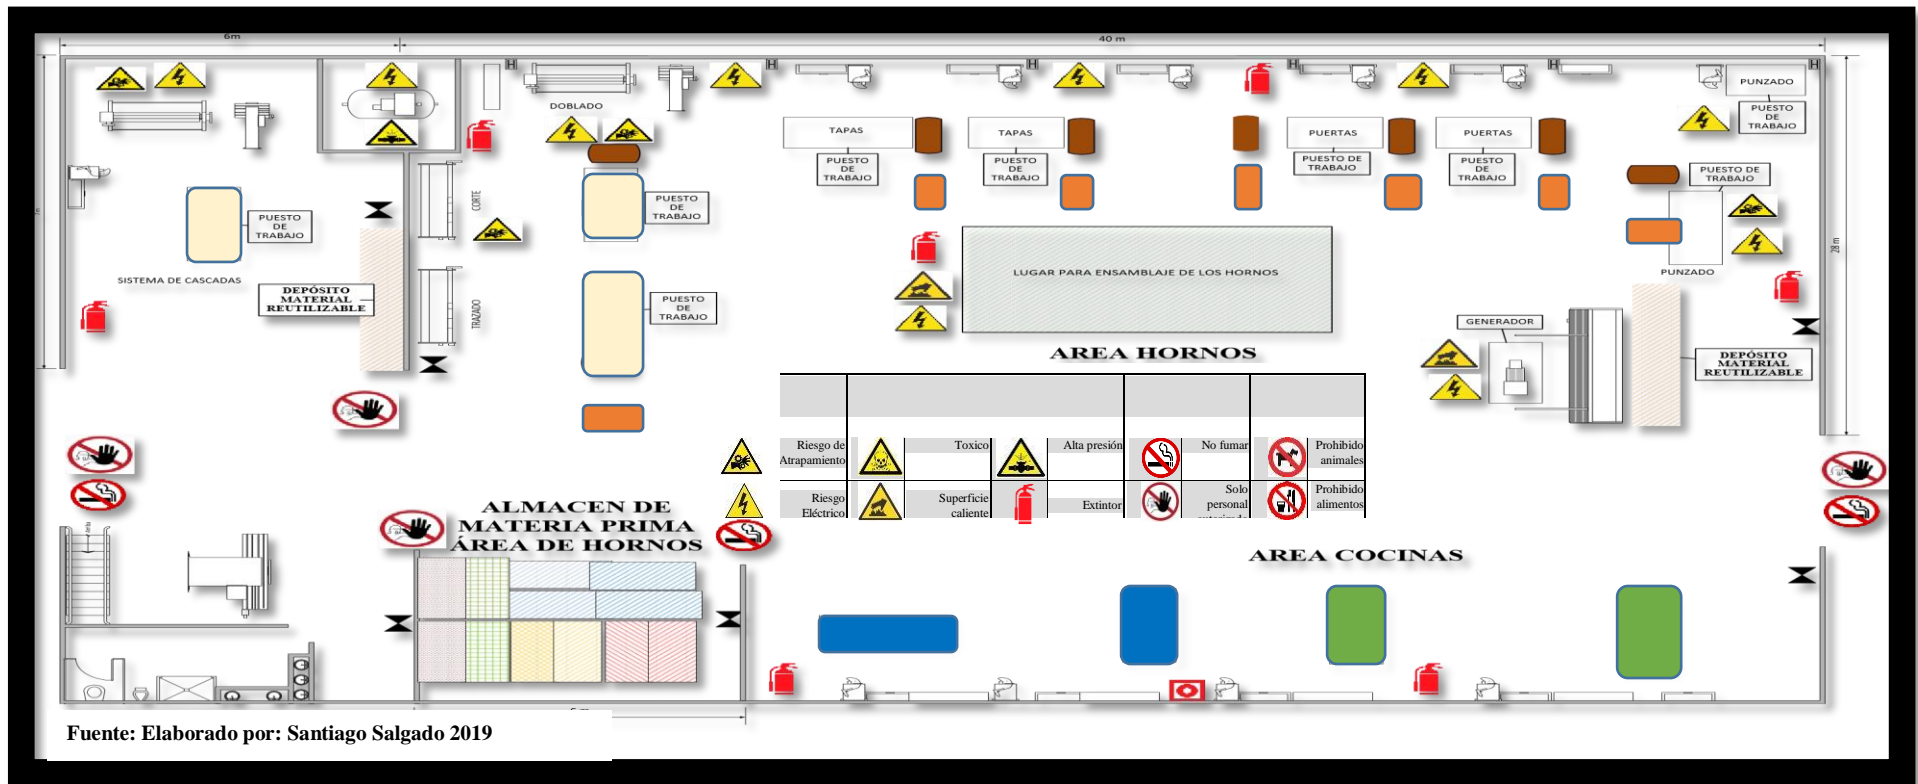 6m
40 m
DOBLADO
PUNZADO
PUESTO
DE
TRABAJO
TAPAS
PUESTO
DE
TRABAJO
TAPAS
PUESTO
DE
TRABAJO
PUERTAS
PUESTO DE
TRABAJO
PUERTAS
PUESTO
DE
TRABAJO
PUESTO DE
TRABAJO
CORTE
PUESTO
DE
TRABAJO
PUESTO
DE
TRABAJO
SISTEMA DE CASCADAS
DEPÓSITO
MATERIAL
REUTILIZABLE
TRAZADO
PUESTO
DE
TRABAJO
LUGAR PARA ENSAMBLAJE DE LOS HORNOS
PUNZADO
28 m
GENERADOR
AREA HORNOS
DEPÓSITO
MATERIAL
REUTILIZABLE
Riesgo de
Atrapamiento
Toxico
Alta presión
No fumar
Prohibido
animales
Riesgo
Eléctrico
Superficie
caliente
Extintor
Solo
personal
Prohibido
alimentos
ALMACEN DE
MATERIA PRIMA
ÁREA DE HORNOS
AREA COCINAS
Fuente: Elaborado por: Santiago Salgado 2019